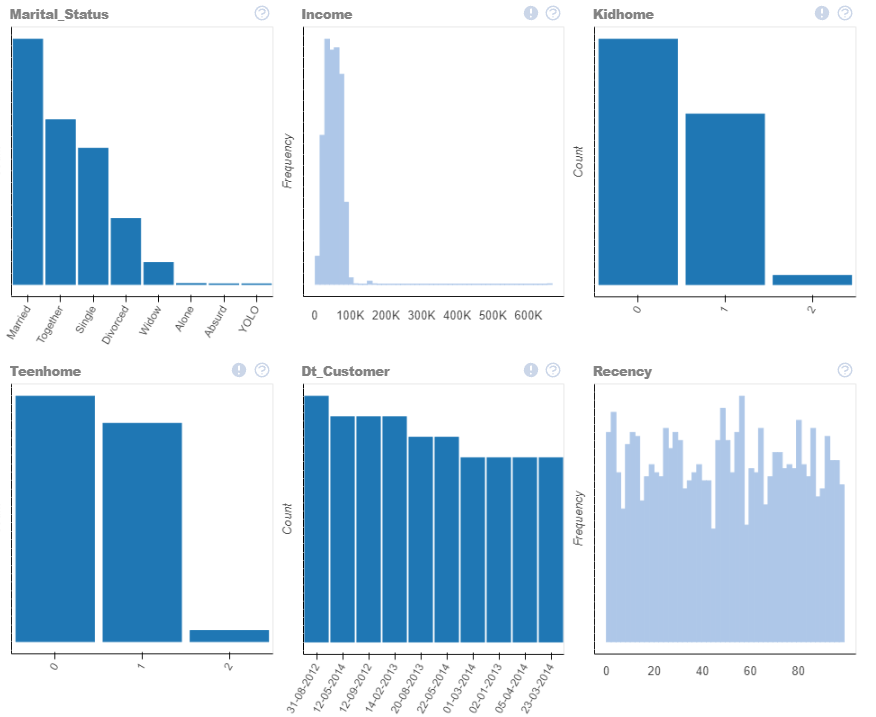 Marital_Status
Married
Together
Single
Divorced
Widow
Alone
Absurd
YOLO
Income
Frequency
0 100K 200K 300K 400K 500K 600K
Kidhome
Count
0 1 2
Teenhome
0 1 2
Dt_Customer
Count
31-08-2012
12-05-2014
12-09-2012
14-02-2013
20-08-2013
22-05-2014
01-03-2014
02-01-2013
05-04-2014
23-03-2014
Recency
Frequency
0 20 40 60 80